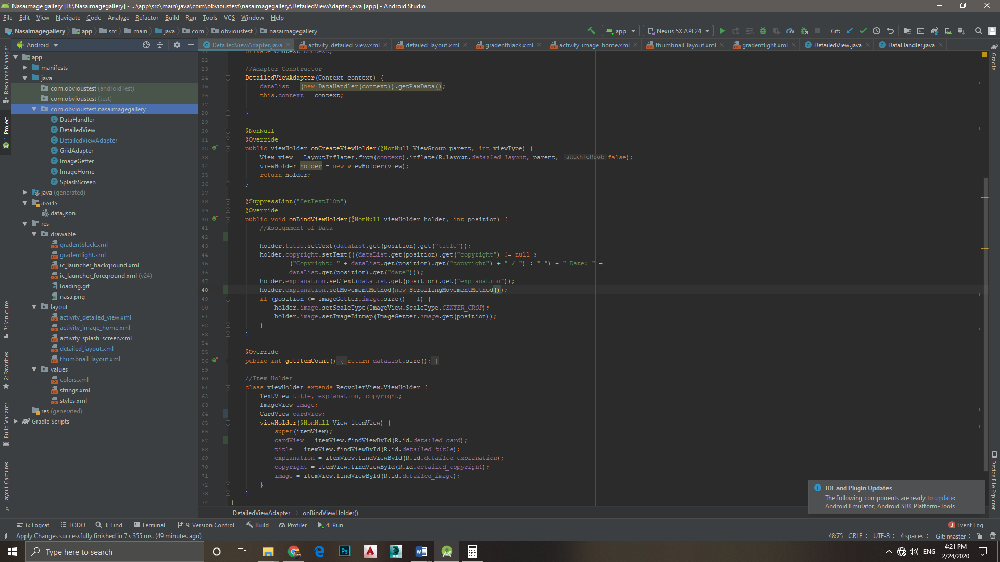 Nasaimage gallery [D:\Nasaimagegallery] - ...\app\src\main\java\com\obvioustest\nasaimagegallery\DetailedViewAdapter.java [app] - Android Studio
File Edit View Navigate Code Analyze Refactor Build Run Tools VCS Window Help
Nasaimagegallery app src main java com obvioustest nasaimagegallery
app Nexus 5X API 24 Git:
Android
DetailedViewAdapter.java activity_detailed_view.xml detailed_layout.xml gradentblack.xml activity_image_home.xml thumbnail_layout.xml gradentlight.xml DetailedView.java DataHandler.java
Resource Manager
1: Project
7: Structure
2: Favorites
Build Variants
Layout Captures
app
manifests
java
com.obvioustest (androidTest)
com.obvioustest (test)
com.obvioustest.nasaimagegallery
DataHandler
DetailedView
DetailedViewAdapter
GridAdapter
ImageGetter
ImageHome
SplashScreen
java (generated)
assets
data.json
res
drawable
gradentblack.xml
gradentlight.xml
ic_launcher_background.xml
ic_launcher_foreground.xml (v24)
loading.gif
nasa.png
layout
activity_detailed_view.xml
activity_image_home.xml
activity_splash_screen.xml
detailed_layout.xml
thumbnail_layout.xml
values
colors.xml
strings.xml
styles.xml
res (generated)
Gradle Scripts
21 private Context context;
22
23 //Adapter Constructor
24 DetailedViewAdapter(Context context) {
25 dataList = (new DataHandler(context)).getRawData();
26 this.context = context;
27
28 }
29
30 @NonNull
31 @Override
32 public viewHolder onCreateViewHolder(@NonNull ViewGroup parent, int viewType) {
33 View view = LayoutInflater.from(context).inflate(R.layout.detailed_layout, parent, attachToRoot: false);
34 viewHolder holder = new viewHolder(view);
35 return holder;
36 }
37
38 @SuppressLint("SetTextI18n")
39 @Override
40 public void onBindViewHolder(@NonNull viewHolder holder, int position) {
41 //Assignment of Data
42
43 holder.title.setText(dataList.get(position).get("title"));
44 holder.copyright.setText(((dataList.get(position).get("copyright") != null ?
45 ("Copyright: " + dataList.get(position).get("copyright") + " / ") : " ") + " Date: " +
46 dataList.get(position).get("date")));
47 holder.explanation.setText(dataList.get(position).get("explanation"));
48 holder.explanation.setMovementMethod(new ScrollingMovementMethod());
49 if (position <= ImageGetter.image.size() - 1) {
50 holder.image.setScaleType(ImageView.ScaleType.CENTER_CROP);
51 holder.image.setImageBitmap(ImageGetter.image.get(position));
52 }
53 }
54
55 @Override
56 public int getItemCount() { return dataList.size(); }
59
60 //Item Holder
61 class viewHolder extends RecyclerView.ViewHolder {
62 TextView title, explanation, copyright;
63 ImageView image;
64 CardView cardView;
65 viewHolder(@NonNull View itemView) {
66 super(itemView);
67 cardView = itemView.findViewById(R.id.detailed_card);
68 title = itemView.findViewById(R.id.detailed_title);
69 explanation = itemView.findViewById(R.id.detailed_explanation);
70 copyright = itemView.findViewById(R.id.detailed_copyright);
71 image = itemView.findViewById(R.id.detailed_image);
72 }
73 }
74 }
DetailedViewAdapter onBindViewHolder()
Gradle
Device File Explorer
IDE and Plugin Updates
The following components are ready to update:
Android Emulator, Android SDK Platform-Tools
6: Logcat TODO 3: Find Terminal 9: Version Control Build Profiler 4: Run 3 Event Log
Apply Changes successfully finished in 7 s 355 ms. (49 minutes ago) 48:75 CRLF UTF-8 4 spaces Git: master
Type here to search
Ps
ENG
4:21 PM
2/24/2020